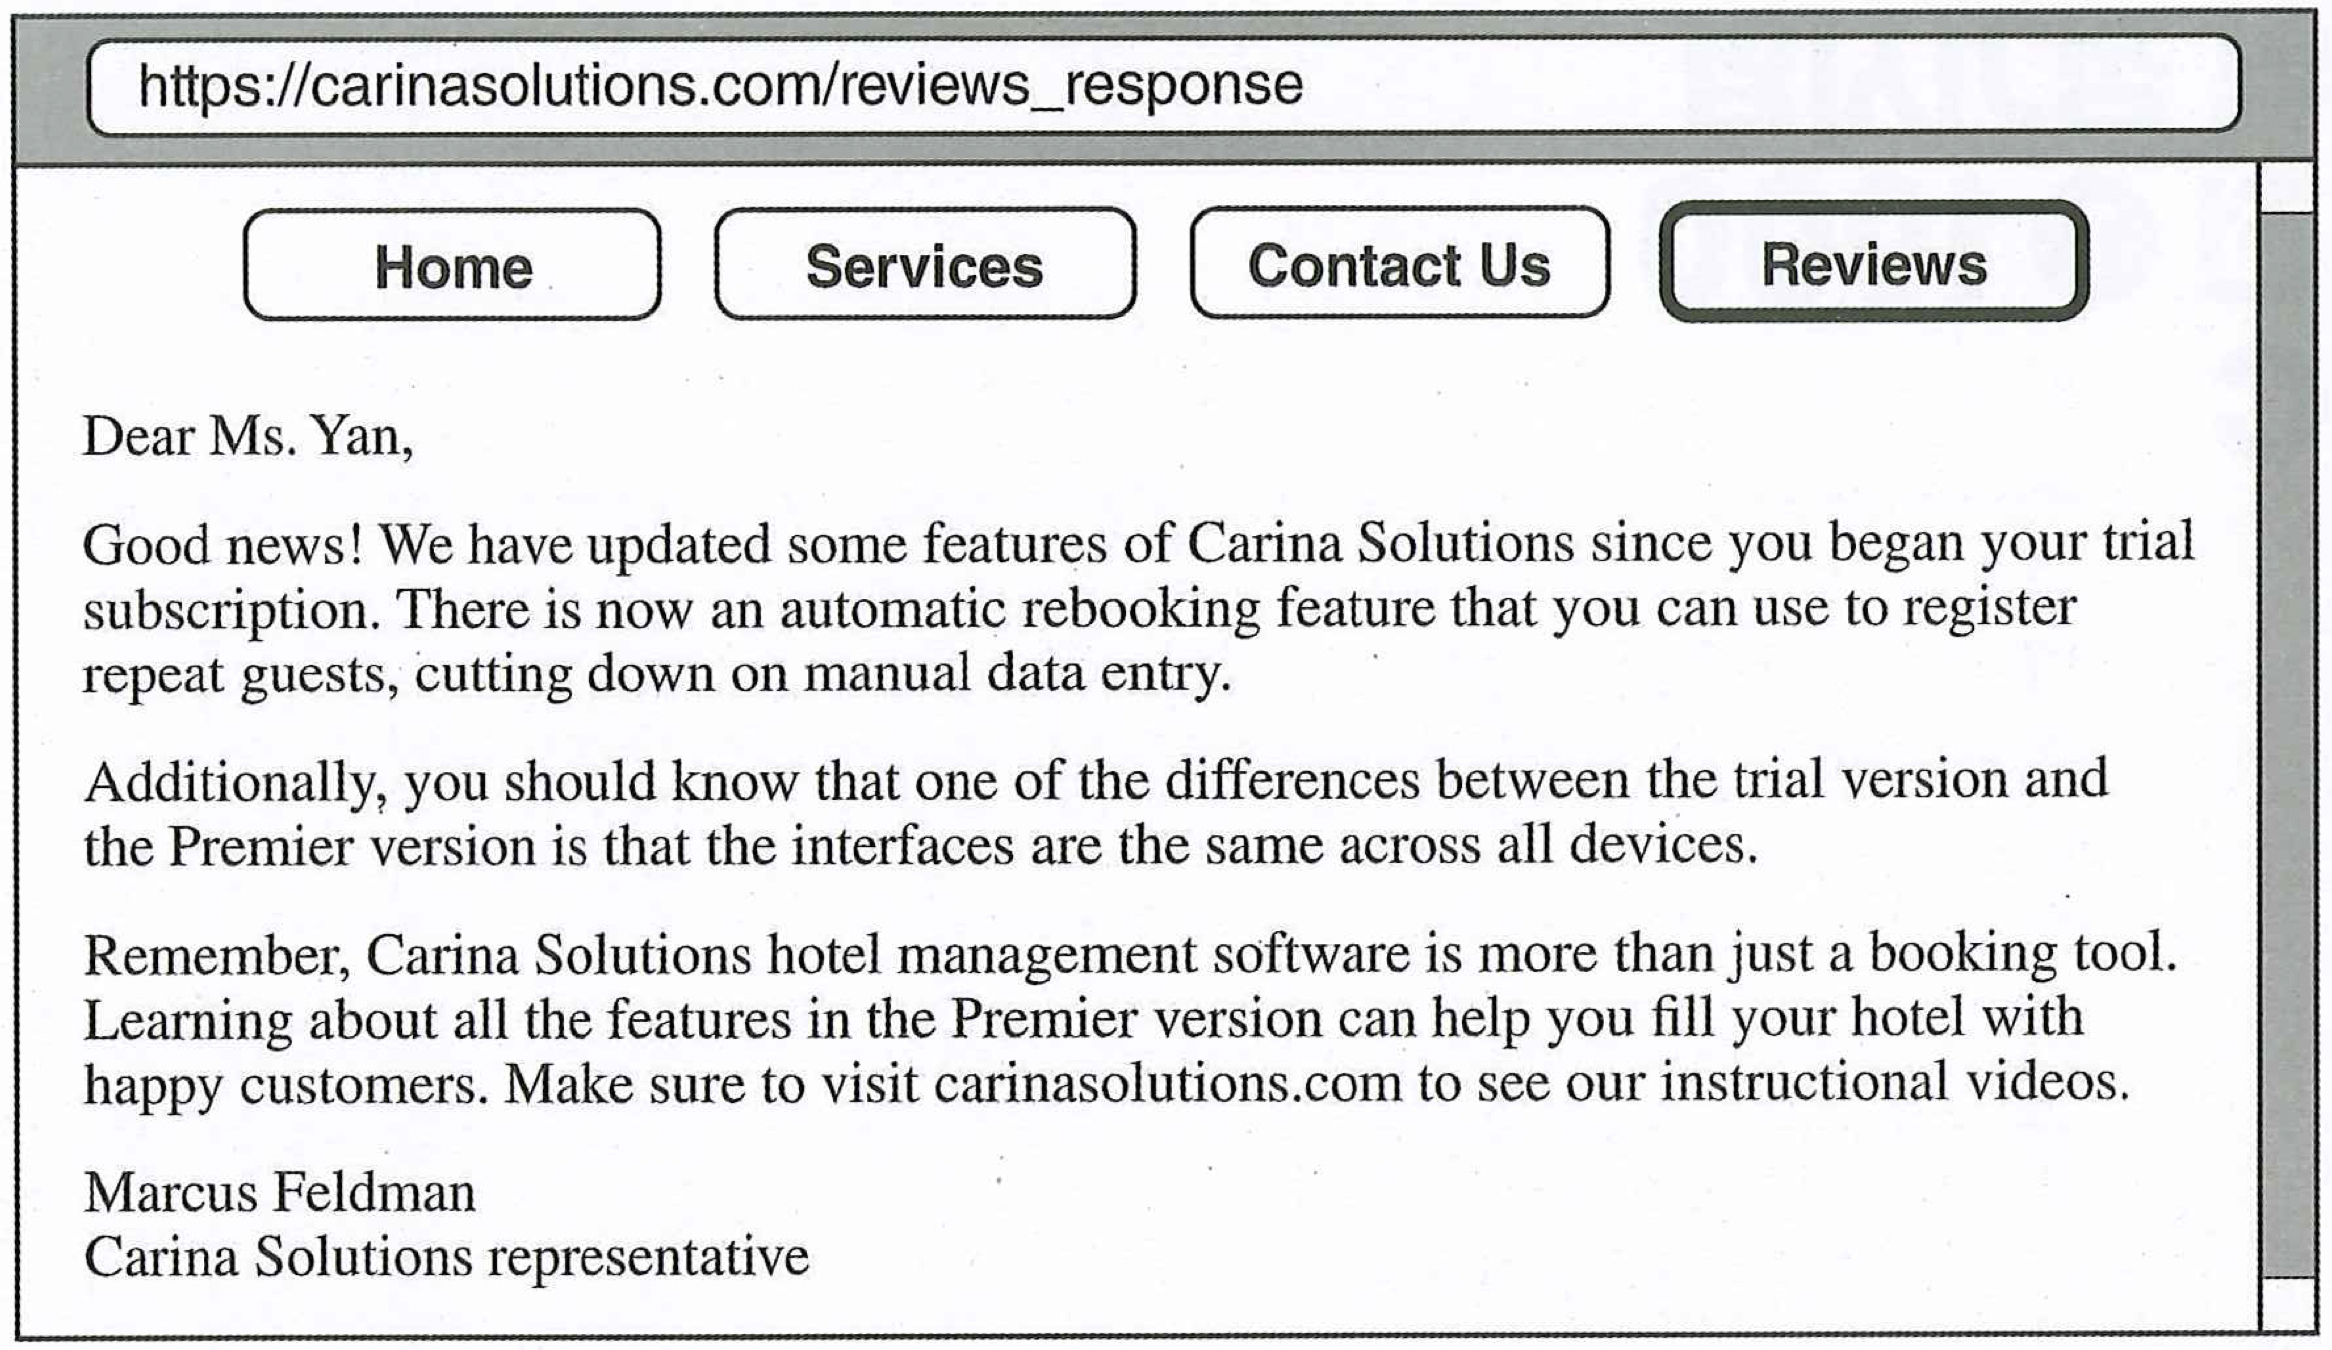 https://carinasolutions.com/reviews_response
Home Services Contact Us Reviews
Dear Ms. Yan,
Good news! We have updated some features of Carina Solutions since you began your trial
subscription. There is now an automatic rebooking feature that you can use to register
repeat guests, cutting down on manual data entry.
Additionally, you should know that one of the differences between the trial version and
the Premier version is that the interfaces are the same across all devices.
Remember, Carina Solutions hotel management software is more than just a booking tool.
Learning about all the features in the Premier version can help you fill your hotel with
happy customers. Make sure to visit carinasolutions.com to see our instructional videos.
Marcus Feldman
Carina Solutions representative